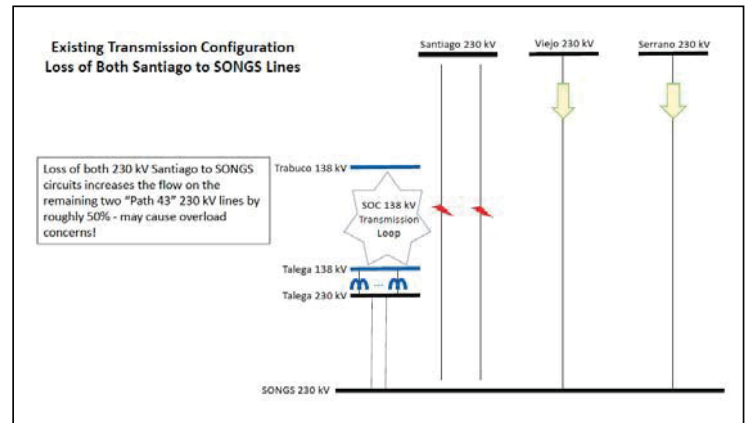 Existing Transmission Configuration
Loss of Both Santiago to SONGS Lines
Santiago 230 kV
Viejo 230 kV
Serrano 230 kV
Loss of both 230 kV Santiago to SONGS
circuits increases the flow on the
remaining two "Path 43" 230 kV lines by
roughly 50% - may cause overload
concerns!
Trabuco 138 kV
SOC 138 kV
Transmission
Loop
Talega 138 kV
...
Talega 230 kV
SONGS 230 kV